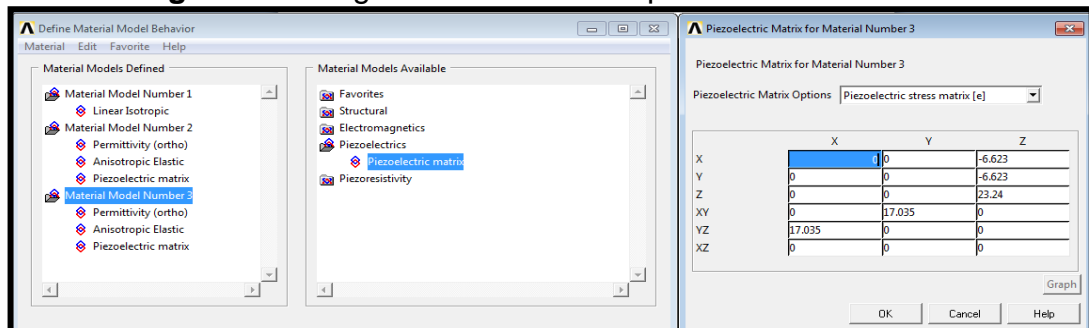 Define Material Model Behavior
Material Edit Favorite Help
Material Models Defined
Material Model Number 1
Linear Isotropic
Material Model Number 2
Permittivity (ortho)
Anisotropic Elastic
Piezoelectric matrix
Material Model Number 3
Permittivity (ortho)
Anisotropic Elastic
Piezoelectric matrix
Material Models Available
Favorites
Structural
Electromagnetics
Piezoelectrics
Piezoelectric matrix
Piezoresistivity
Piezoelectric Matrix for Material Number 3
Piezoelectric Matrix for Material Number 3
Piezoelectric Matrix Options Piezoelectric stress matrix [e]
X Y Z
X 0 0 -6.623
Y 0 0 -6.623
Z 0 0 23.24
XY 0 17.035 0
YZ 17.035 0 0
XZ 0 0 0
Graph
OK Cancel Help